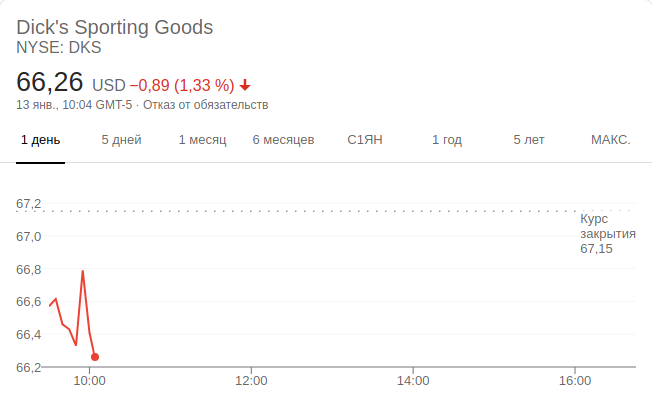 Dick's Sporting Goods
NYSE: DKS
66,26 USD −0,89 (1,33 %)
13 янв., 10:04 GMT-5 · Отказ от обязательств
1 день 5 дней 1 месяц 6 месяцев С1ЯН 1 год 5 лет МАКС.
67,2
Курс
закрытия
67,15
67,0
66,8
66,6
66,4
66,2
10:00 12:00 14:00 16:00